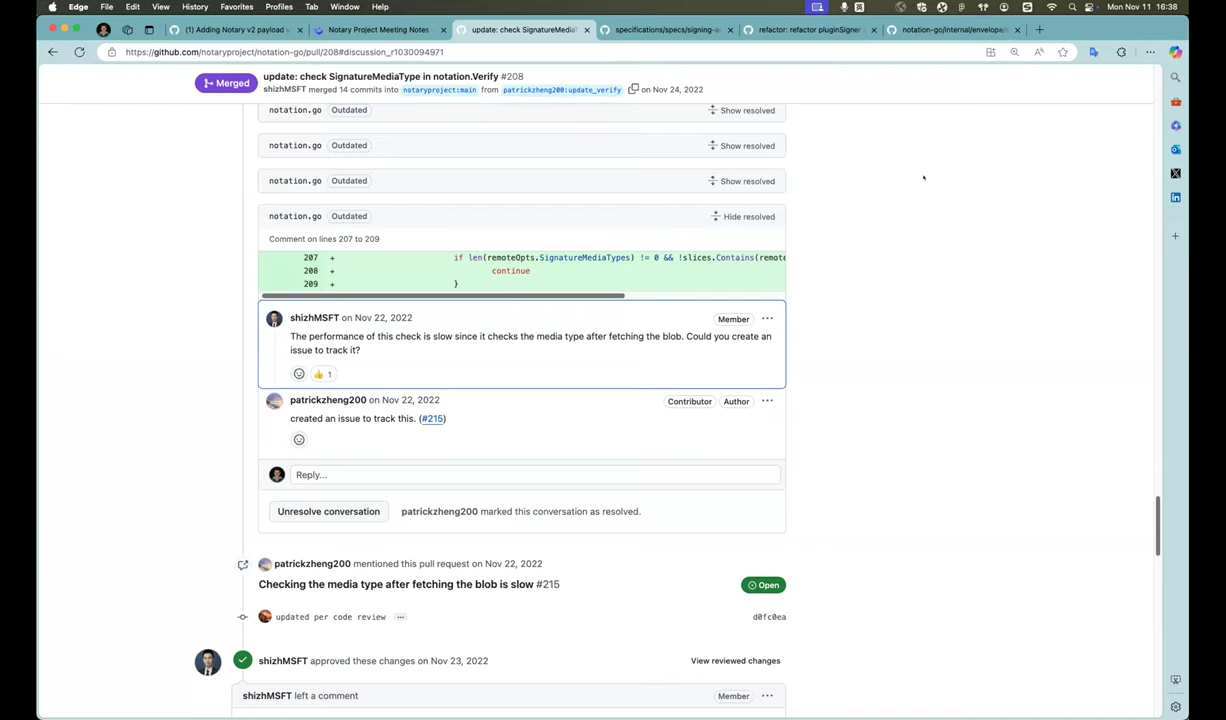 Edge File Edit View History Favorites Profiles Tab Window Help Mon Nov 11 16:38
(1) Adding Notary v2 payload v
Notary Project Meeting Notes
update: check SignatureMediaT
specifications/specs/signing-a
refactor: refactor pluginSigner
notation-go/internal/envelope/e
https://github.com/notaryproject/notation-go/pull/208#discussion_r1030094971
Merged
update: check SignatureMediaType in notation.Verify #208
shizhMSFT merged 14 commits into notaryproject:main from patrickzheng200:update_verify on Nov 24, 2022
notation.go Outdated Show resolved
notation.go Outdated Show resolved
notation.go Outdated Show resolved
notation.go Outdated Hide resolved
Comment on lines 207 to 209
207 + if len(remoteOpts.SignatureMediaTypes) != 0 && !slices.Contains(remote
208 + continue
209 + }
shizhMSFT on Nov 22, 2022 Member ...
The performance of this check is slow since it checks the media type after fetching the blob. Could you create an
issue to track it?
👍 1
patrickzheng200 on Nov 22, 2022 Contributor Author ...
created an issue to track this. (#215)
Reply...
Unresolve conversation patrickzheng200 marked this conversation as resolved.
patrickzheng200 mentioned this pull request on Nov 22, 2022
Checking the media type after fetching the blob is slow #215 Open
updated per code review ... d0fc0ea
shizhMSFT approved these changes on Nov 23, 2022 View reviewed changes
shizhMSFT left a comment Member ...